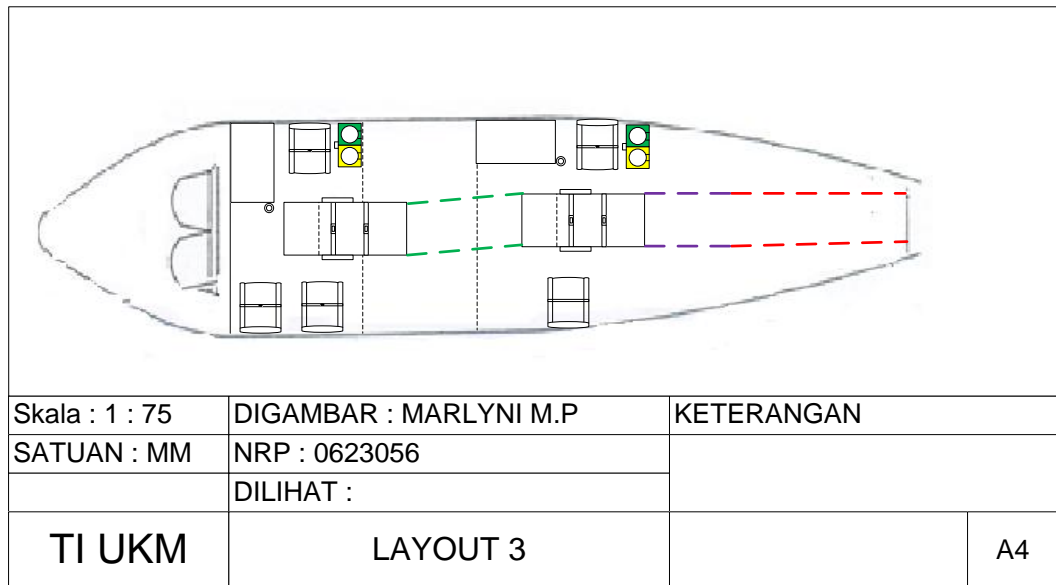 Skala : 1 : 75
DIGAMBAR : MARLYNI M.P
KETERANGAN
SATUAN : MM
NRP : 0623056
DILIHAT :
TI UKM
LAYOUT 3
A4